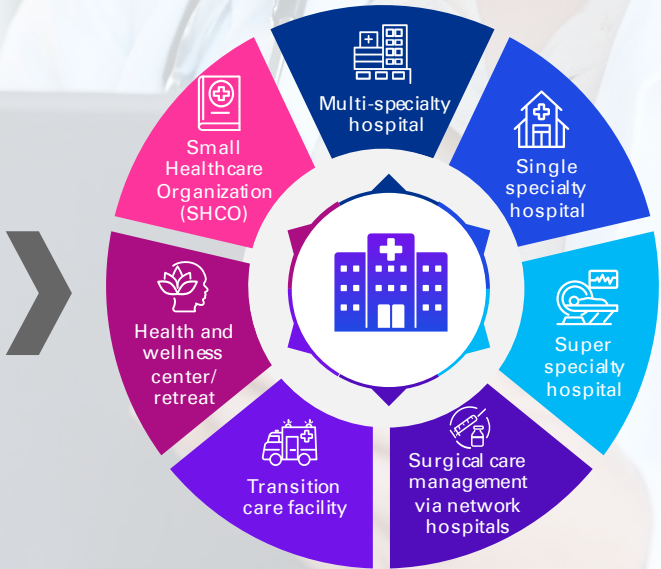 Multi-specialty
hospital
Single
specialty
hospital
Super
specialty
hospital
Surgical care
management
via network
hospitals
Transition
care facility
Health and
wellness
center/
retreat
Small
Healthcare
Organization
(SHCO)